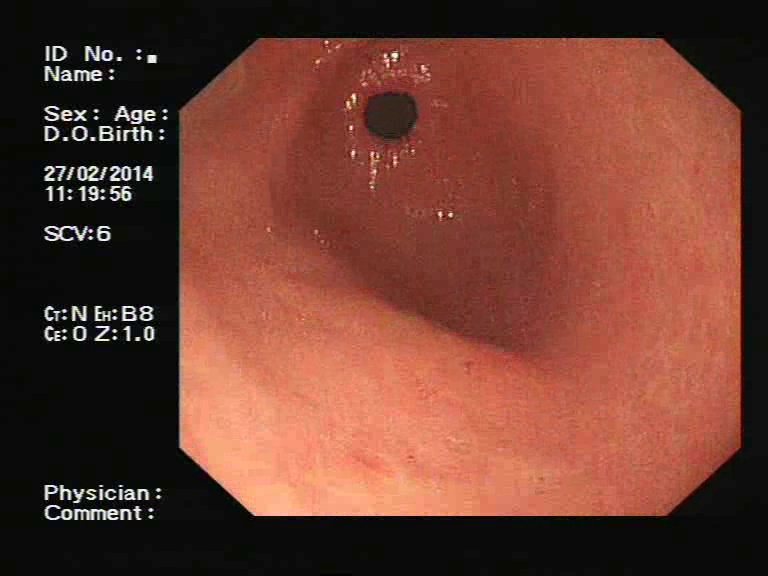 ID No. :
Name:
Sex: Age:
D.O.Birth:
27/02/2014
11:19:56
SCV:6
CT:N EH:B8
CE:0 Z:1.0
Physician:
Comment: